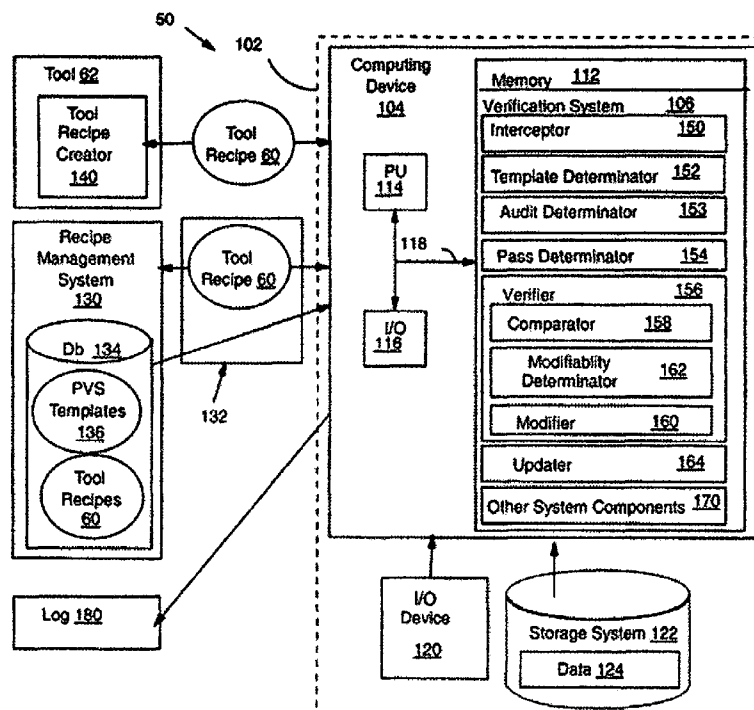 50
102
Tool 62
Tool
Recipe
Creator
140
Tool
Recipe 60
Recipe
Management
System
130
Tool
Recipe 60
132
Db 134
PVS
Templates
136
Tool
Recipes
60
Log 180
Computing
Device
104
PU
114
118
I/O
116
Memory 112
Verification System 106
Interceptor 150
Template Determinator 152
Audit Determinator 153
Pass Determinator 154
Verifier 156
Comparator 158
Modifiablity
Determinator 162
Modifier 160
Updater 164
Other System Components 170
I/O
Device
120
Storage System 122
Data 124